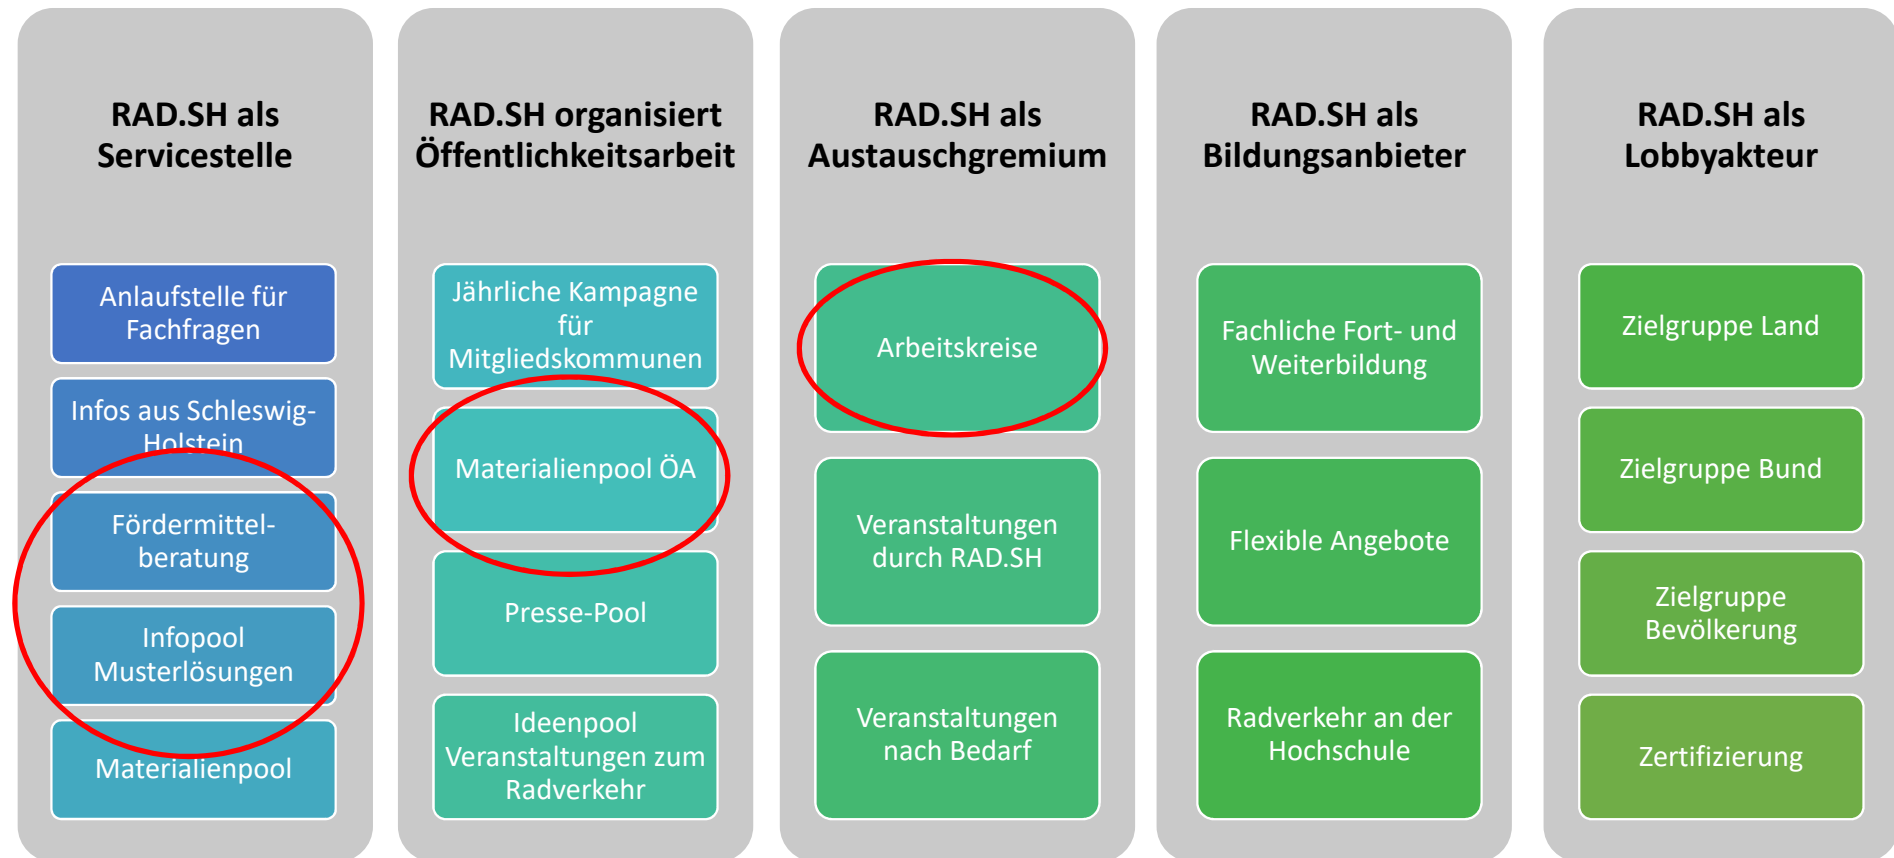 RAD.SH als
Servicestelle
Anlaufstelle für
Fachfragen
Infos aus Schleswig-
Holstein
Fördermittel-
beratung
Infopool
Musterlösungen
Materialienpool
RAD.SH organisiert
Öffentlichkeitsarbeit
Jährliche Kampagne
für
Mitgliedskommunen
Materialienpool ÖA
Presse-Pool
Ideenpool
Veranstaltungen zum
Radverkehr
RAD.SH als
Austauschgremium
Arbeitskreise
Veranstaltungen
durch RAD.SH
Veranstaltungen
nach Bedarf
RAD.SH als
Bildungsanbieter
Fachliche Fort- und
Weiterbildung
Flexible Angebote
Radverkehr an der
Hochschule
RAD.SH als
Lobbyakteur
Zielgruppe Land
Zielgruppe Bund
Zielgruppe
Bevölkerung
Zertifizierung